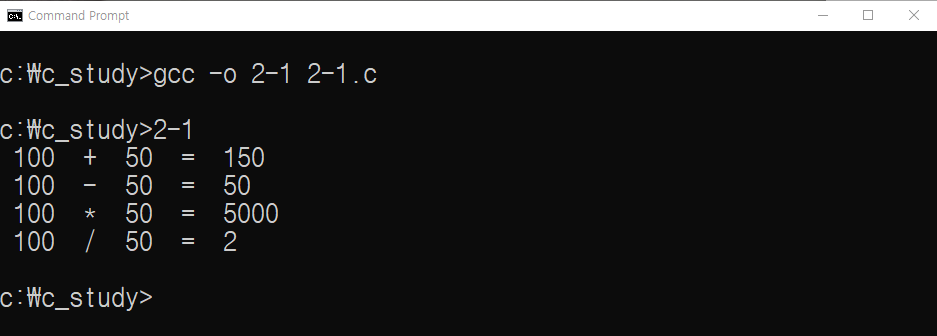 Command Prompt
c:₩c_study>gcc -o 2-1 2-1.c
c:₩c_study>2-1
100 + 50 = 150
100 - 50 = 50
100 * 50 = 5000
100 / 50 = 2
c:₩c_study>